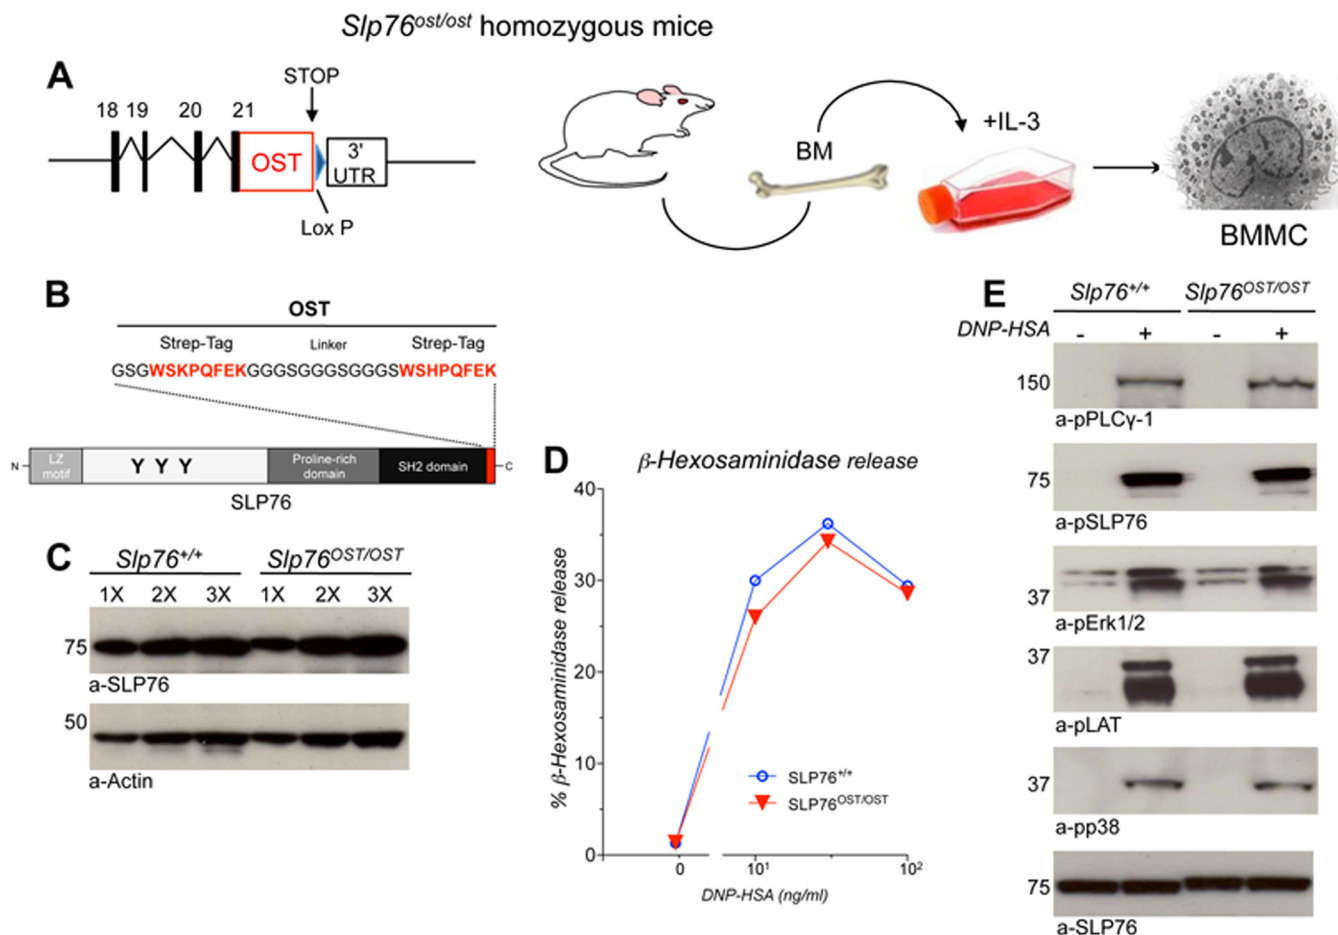 Slp76ost/ost homozygous mice
A
STOP
18 19 20 21
OST
3'
UTR
Lox P
BM
+IL-3
BMMC
B
OST
Strep-Tag Linker Strep-Tag
GSGWSKPQFEKGGGSGGGSGGGSWSHPQFEK
N
LZ
motif
Y Y Y
Proline-rich
domain
SH2 domain
C
SLP76
C
Slp76+/+ Slp76OST/OST
1X 2X 3X 1X 2X 3X
75
a-SLP76
50
a-Actin
D
β-Hexosaminidase release
% β-Hexosaminidase release
40
30
20
10
0
SLP76+/+
SLP76OST/OST
0 10¹ 10²
DNP-HSA (ng/ml)
E
Slp76+/+ Slp76OST/OST
DNP-HSA - + - +
150
a-pPLCγ-1
75
a-pSLP76
37
a-pErk1/2
37
a-pLAT
37
a-pp38
75
a-SLP76